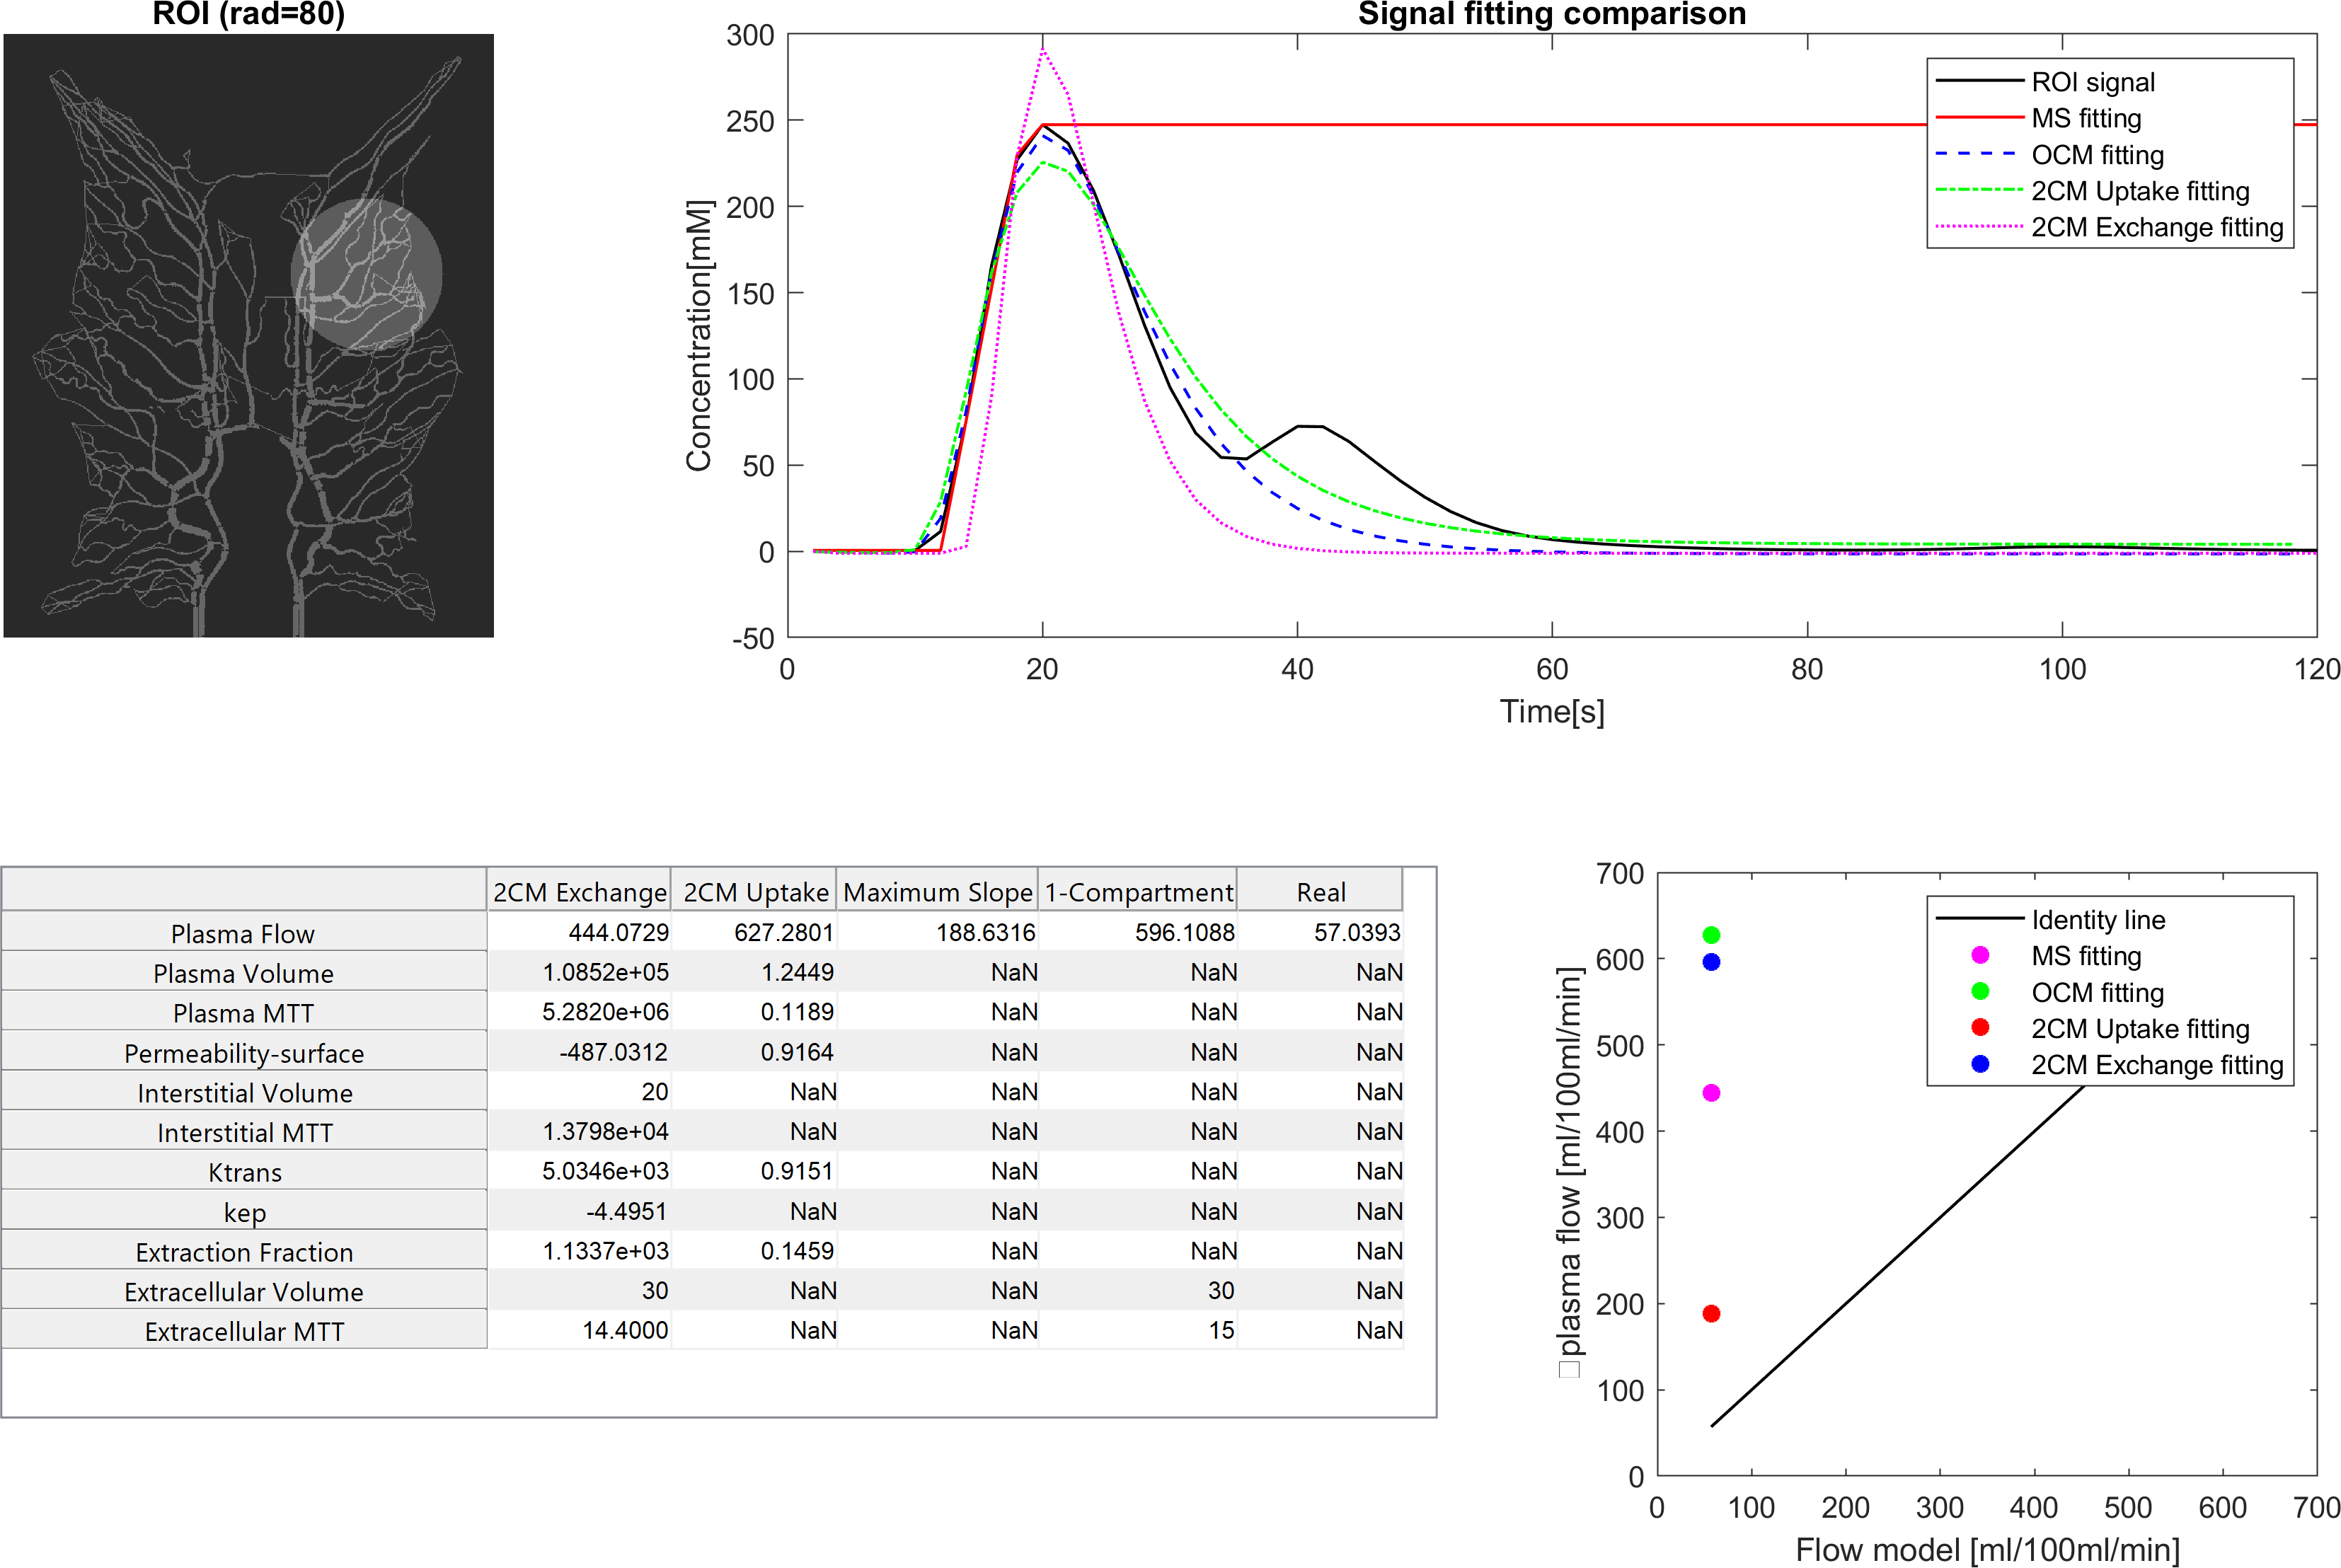 ROI (rad=80)
Signal fitting comparison
300
250
200
150
100
50
0
-50
Concentration[mM]
0 20 40 60 80 100 120
Time[s]
ROI signal
MS fitting
OCM fitting
2CM Uptake fitting
2CM Exchange fitting
2CM Exchange 2CM Uptake Maximum Slope 1-Compartment Real
Plasma Flow 444.0729 627.2801 188.6316 596.1088 57.0393
Plasma Volume 1.0852e+05 1.2449 NaN NaN NaN
Plasma MTT 5.2820e+06 0.1189 NaN NaN NaN
Permeability-surface -487.0312 0.9164 NaN NaN NaN
Interstitial Volume 20 NaN NaN NaN NaN
Interstitial MTT 1.3798e+04 NaN NaN NaN NaN
Ktrans 5.0346e+03 0.9151 NaN NaN NaN
kep -4.4951 NaN NaN NaN NaN
Extraction Fraction 1.1337e+03 0.1459 NaN NaN NaN
Extracellular Volume 30 NaN NaN 30 NaN
Extracellular MTT 14.4000 NaN NaN 15 NaN
700
600
500
400
300
200
100
0
□plasma flow [ml/100ml/min]
0 100 200 300 400 500 600 700
Flow model [ml/100ml/min]
Identity line
MS fitting
OCM fitting
2CM Uptake fitting
2CM Exchange fitting